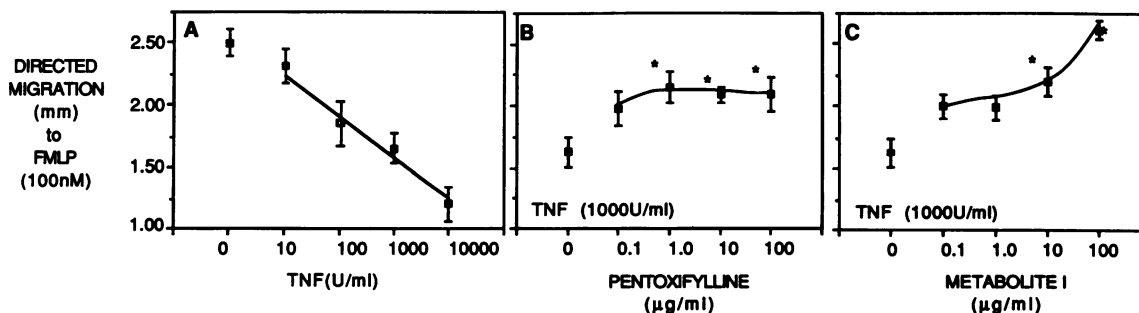 DIRECTED
MIGRATION
(mm)
to
FMLP
(100nM)
A
2.50
2.00
1.50
1.00
0 10 100 1000 10000
TNF(U/ml)
B
*
*
*
TNF (1000U/ml)
0 0.1 1.0 10 100
PENTOXIFYLLINE
(μg/ml)
C
*
*
TNF (1000U/ml)
0 0.1 1.0 10 100
METABOLITE I
(μg/ml)